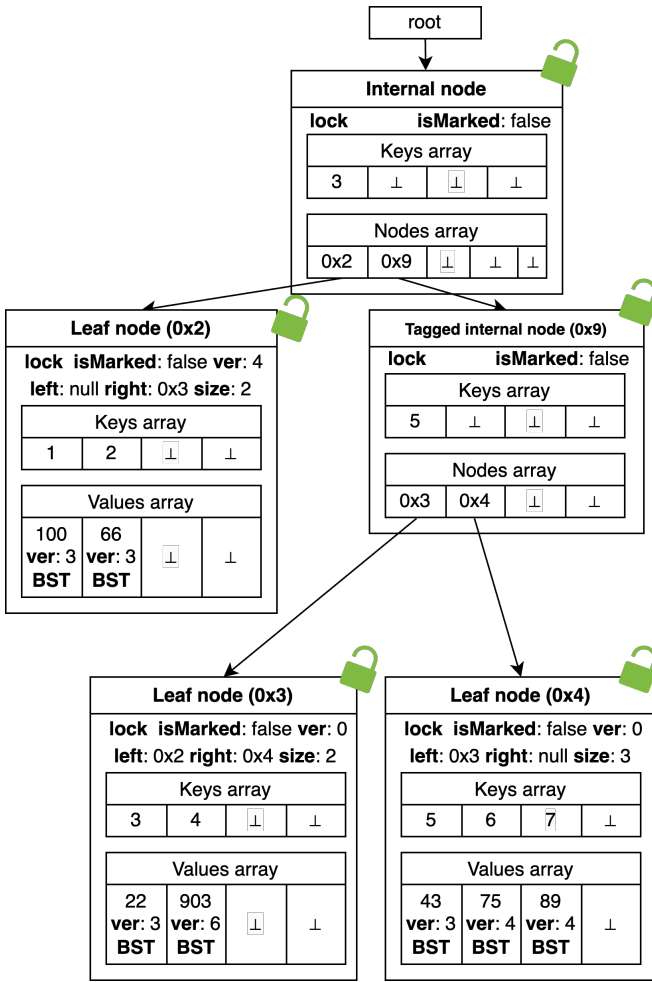 root
Internal node
lock isMarked: false
Keys array
3 ⊥ ⊥ ⊥
Nodes array
0x2 0x9 ⊥ ⊥ ⊥
Leaf node (0x2)
lock isMarked: false ver: 4
left: null right: 0x3 size: 2
Keys array
1 2 ⊥ ⊥
Values array
100 66 ⊥ ⊥
ver: 3 ver: 3
BST BST
Tagged internal node (0x9)
lock isMarked: false
Keys array
5 ⊥ ⊥ ⊥
Nodes array
0x3 0x4 ⊥ ⊥
Leaf node (0x3)
lock isMarked: false ver: 0
left: 0x2 right: 0x4 size: 2
Keys array
3 4 ⊥ ⊥
Values array
22 903 ⊥ ⊥
ver: 3 ver: 6
BST BST
Leaf node (0x4)
lock isMarked: false ver: 0
left: 0x3 right: null size: 3
Keys array
5 6 7 ⊥
Values array
43 75 89 ⊥
ver: 3 ver: 4 ver: 4
BST BST BST